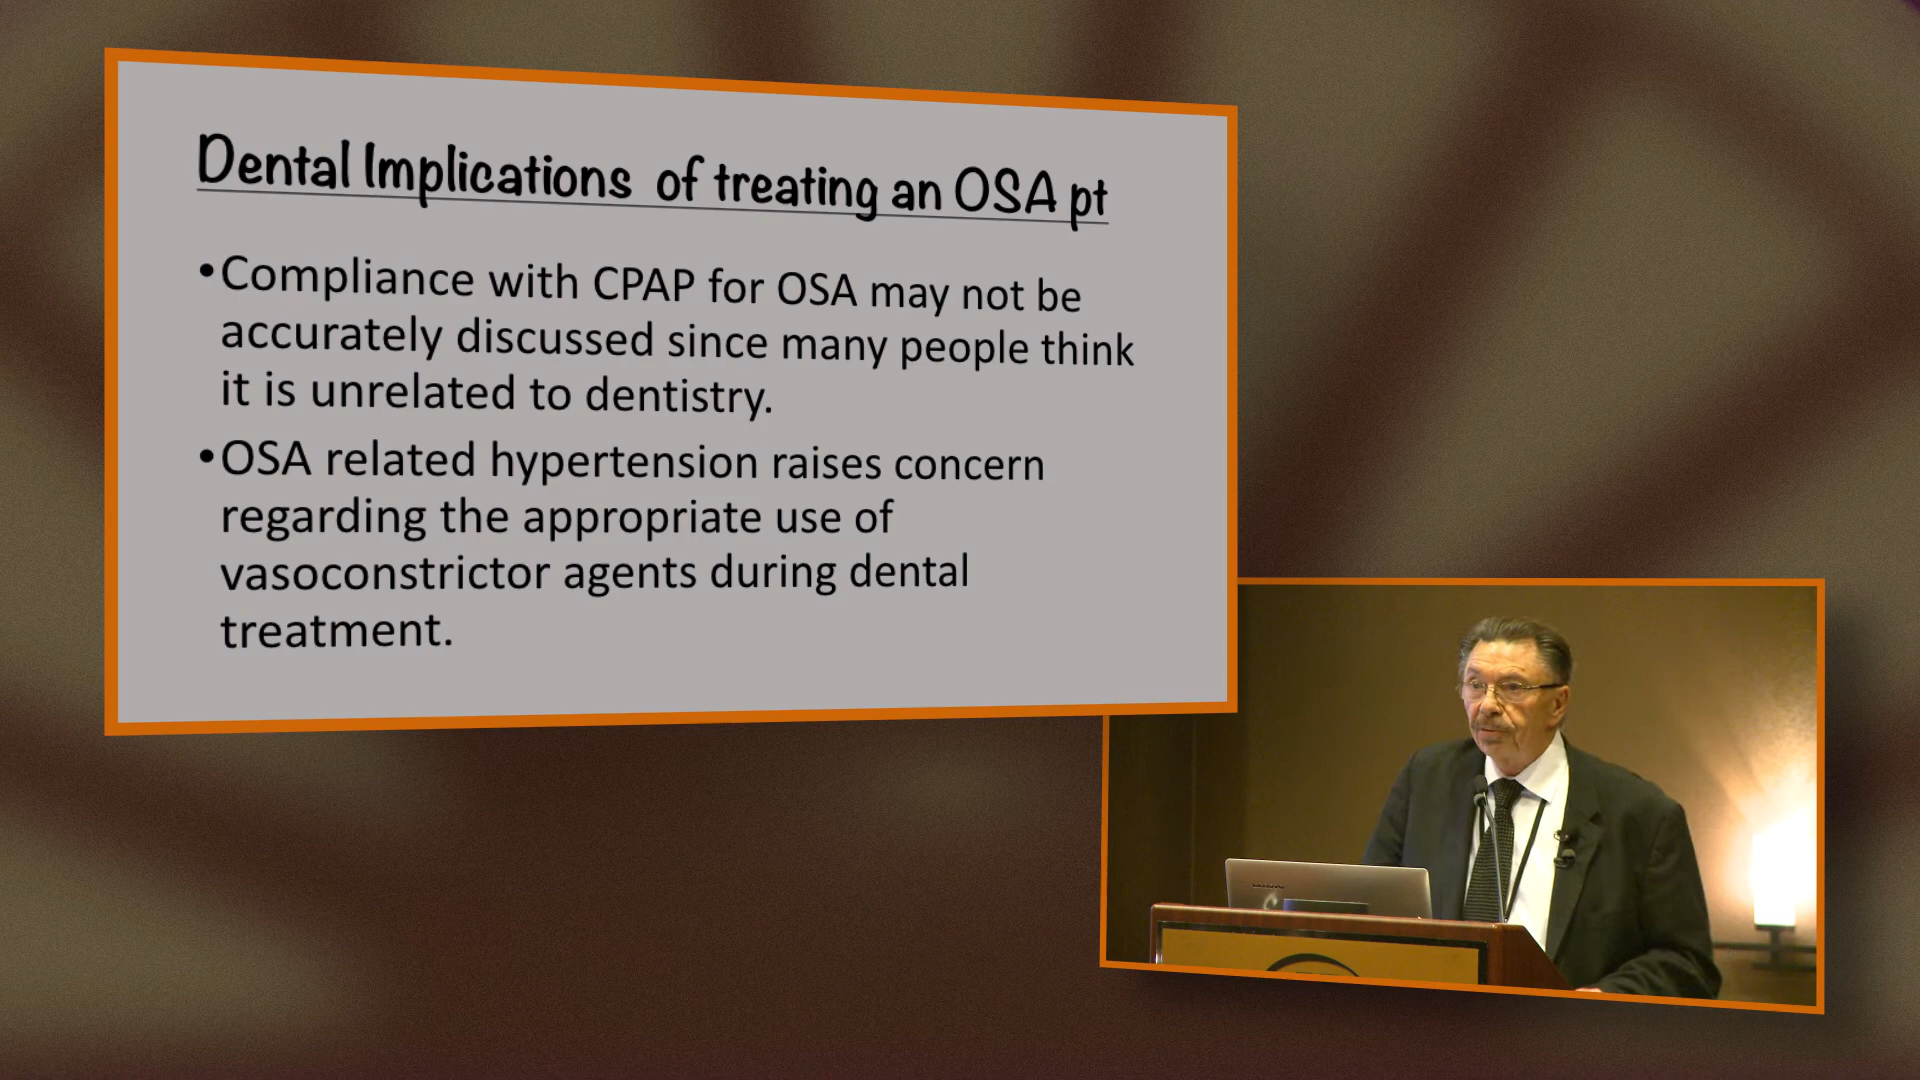 Dental Implications of treating an OSA pt
•Compliance with CPAP for OSA may not be
accurately discussed since many people think
it is unrelated to dentistry.
•OSA related hypertension raises concern
regarding the appropriate use of
vasoconstrictor agents during dental
treatment.